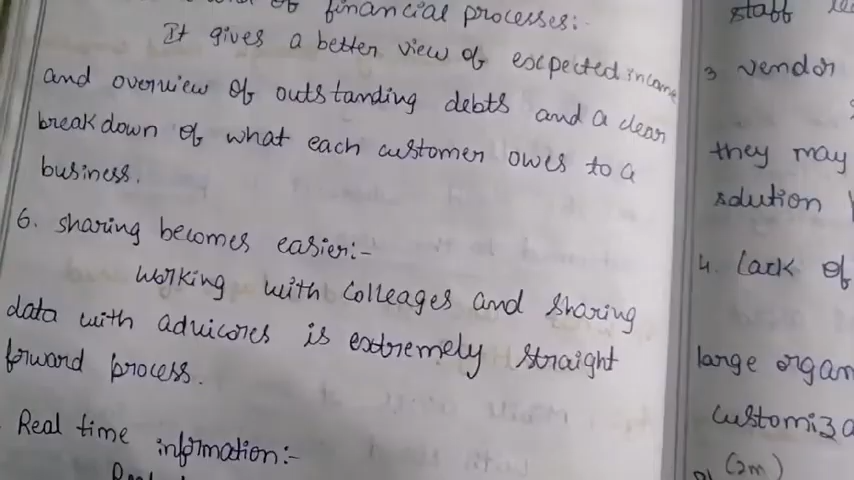 of financial processes:-
It gives a better view of expected income
and overview of outstanding debts and a clear
breakdown of what each customer owes to a
business.
6. sharing becomes easier:-
working with colleages and sharing
data with advicores is extremely straight
forward process.
Real time information:-
staff
3 vendor
they may
solution
4. Lack of
large organ
customiza
(2m)